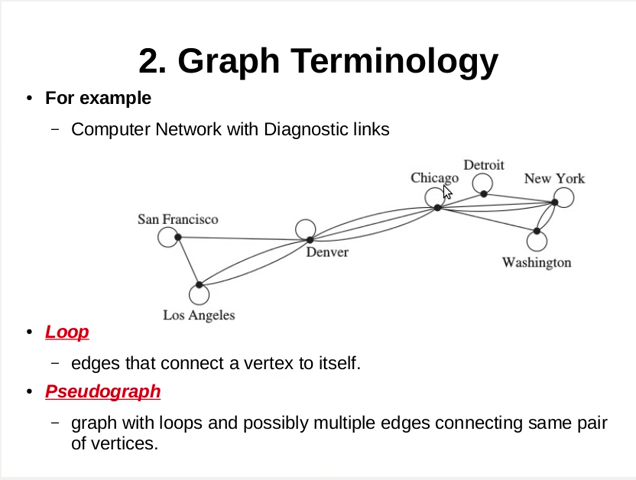 2. Graph Terminology
• For example
– Computer Network with Diagnostic links
Detroit
Chicago
New York
San Francisco
Denver
Washington
Los Angeles
• Loop
– edges that connect a vertex to itself.
• Pseudograph
– graph with loops and possibly multiple edges connecting same pair
of vertices.